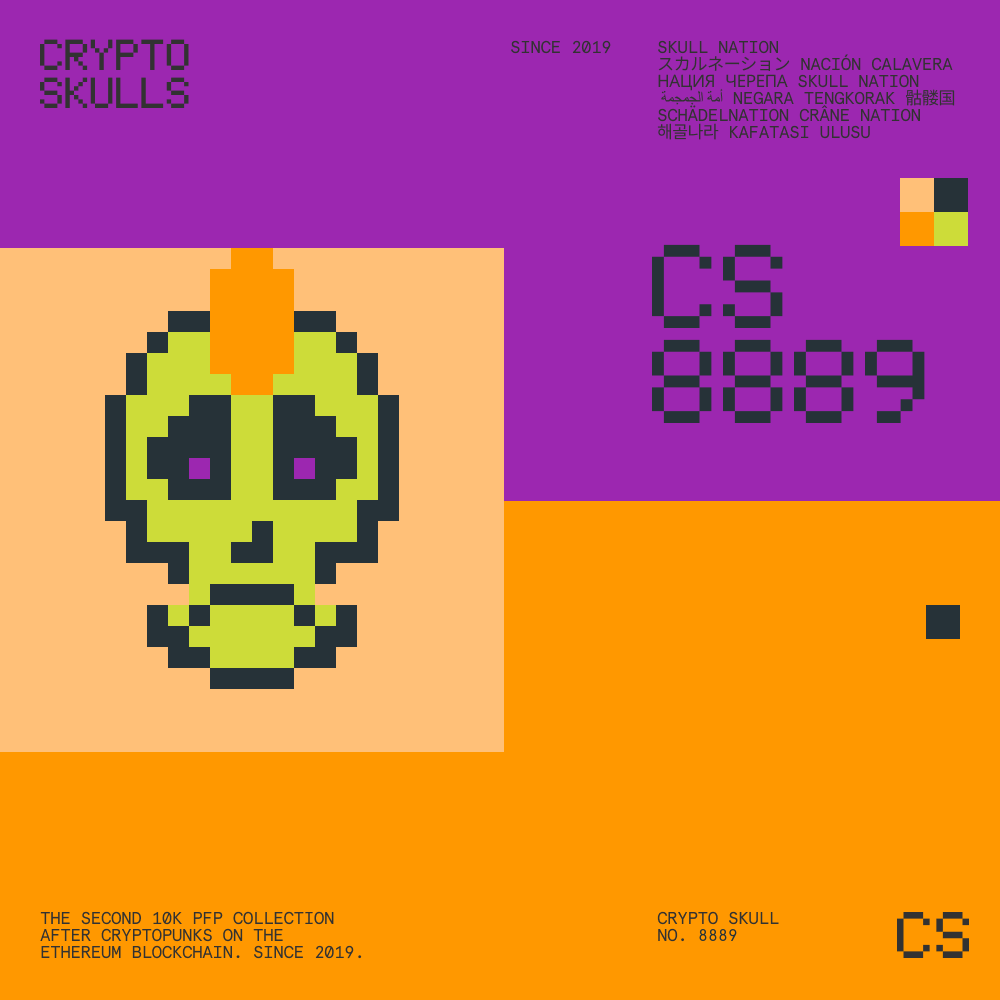 CRYPTO
SKULLS
SINCE 2019
SKULL NATION
スカルネーション NACIÓN CALAVERA
НАЦИЯ ЧЕРЕПА SKULL NATION
أمة الجمجمة NEGARA TENGKORAK 骷髅国
SCHÄDELNATION CRÂNE NATION
해골나라 KAFATASI ULUSU
CS
8889
THE SECOND 10K PFP COLLECTION
AFTER CRYPTOPUNKS ON THE
ETHEREUM BLOCKCHAIN. SINCE 2019.
CRYPTO SKULL
NO. 8889
CS